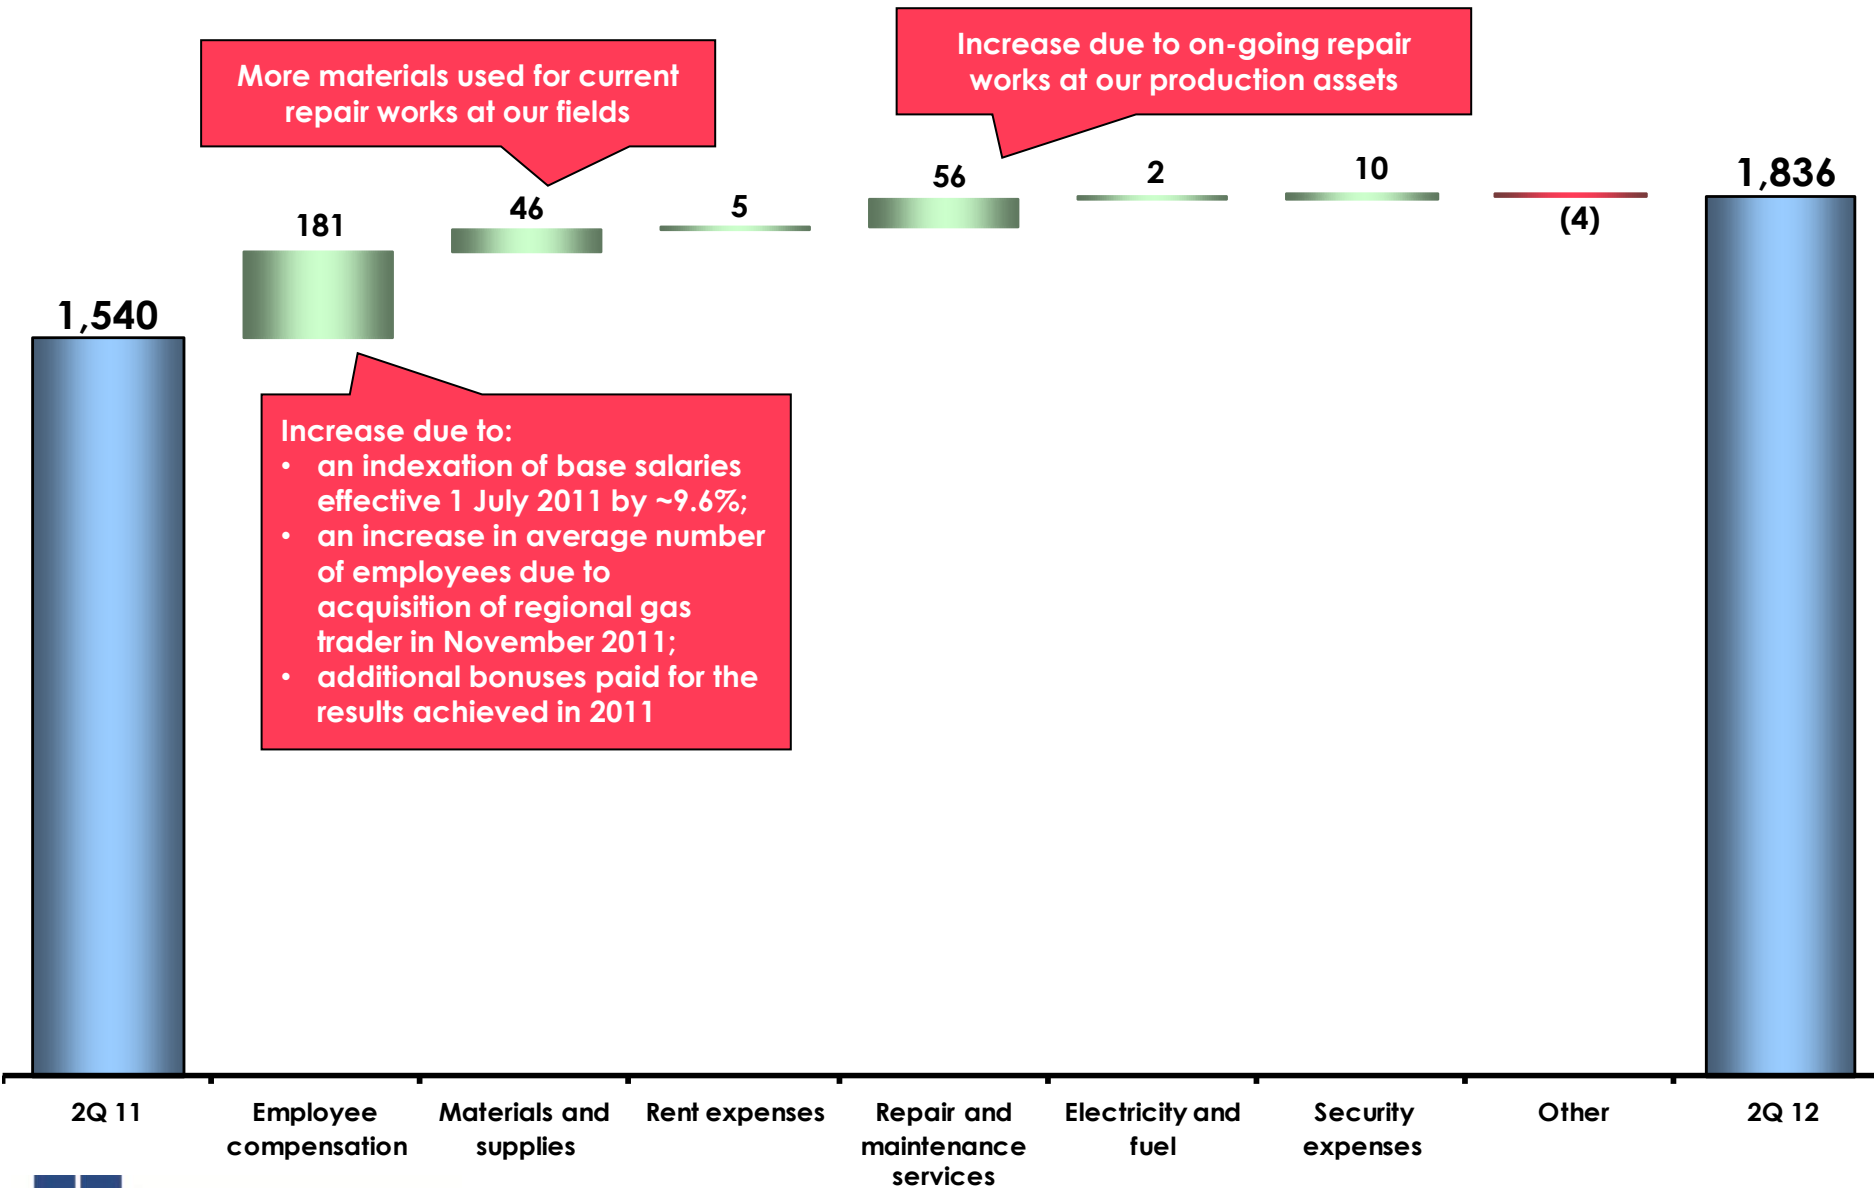 More materials used for current
repair works at our fields
Increase due to on-going repair
works at our production assets
1,540
181
46
5
56
2
10
(4)
1,836
Increase due to:
• an indexation of base salaries
effective 1 July 2011 by ~9.6%;
• an increase in average number
of employees due to
acquisition of regional gas
trader in November 2011;
• additional bonuses paid for the
results achieved in 2011
2Q 11
Employee
compensation
Materials and
supplies
Rent expenses
Repair and
maintenance
services
Electricity and
fuel
Security
expenses
Other
2Q 12